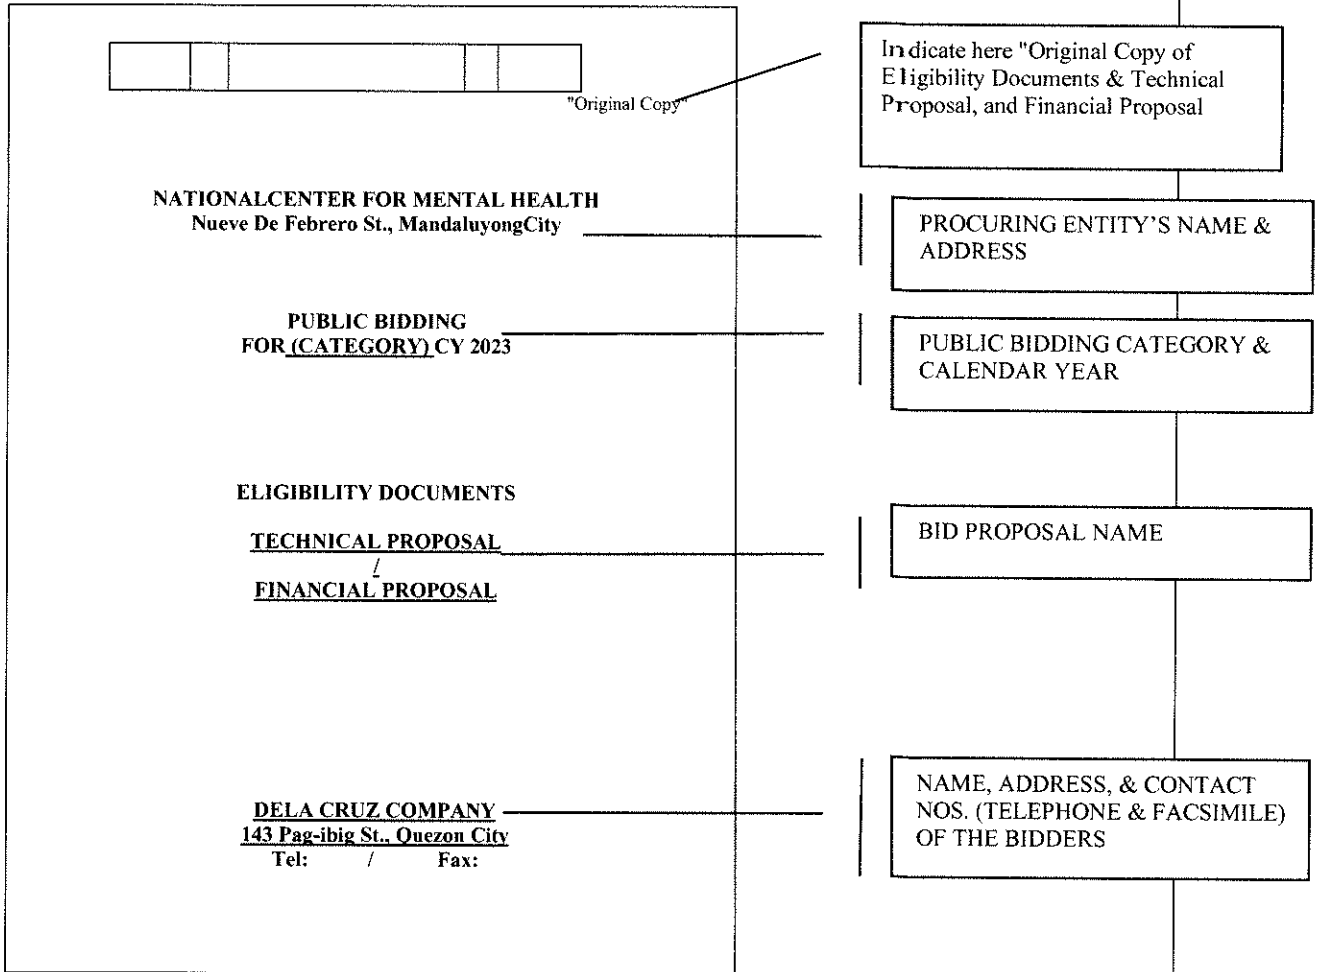 "Original Copy"
Indicate here "Original Copy of
Eligibility Documents & Technical
Proposal, and Financial Proposal
NATIONALCENTER FOR MENTAL HEALTH
Nueve De Febrero St., MandaluyongCity
PROCURING ENTITY'S NAME &
ADDRESS
PUBLIC BIDDING
FOR (CATEGORY) CY 2023
PUBLIC BIDDING CATEGORY &
CALENDAR YEAR
ELIGIBILITY DOCUMENTS
TECHNICAL PROPOSAL
/
FINANCIAL PROPOSAL
BID PROPOSAL NAME
DELA CRUZ COMPANY
143 Pag-ibig St., Quezon City
Tel: / Fax:
NAME, ADDRESS, & CONTACT
NOS. (TELEPHONE & FACSIMILE)
OF THE BIDDERS